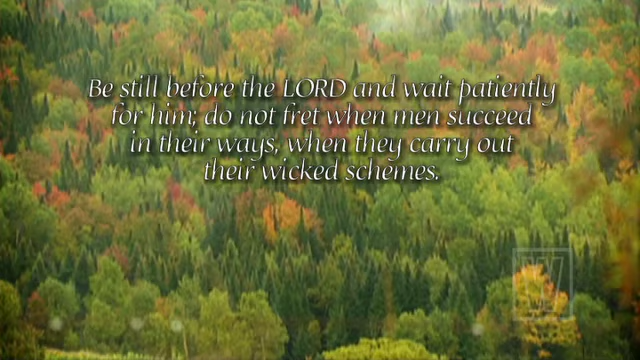 Be still before the LORD and wait patiently
for him; do not fret when men succeed
in their ways, when they carry out
their wicked schemes.
W